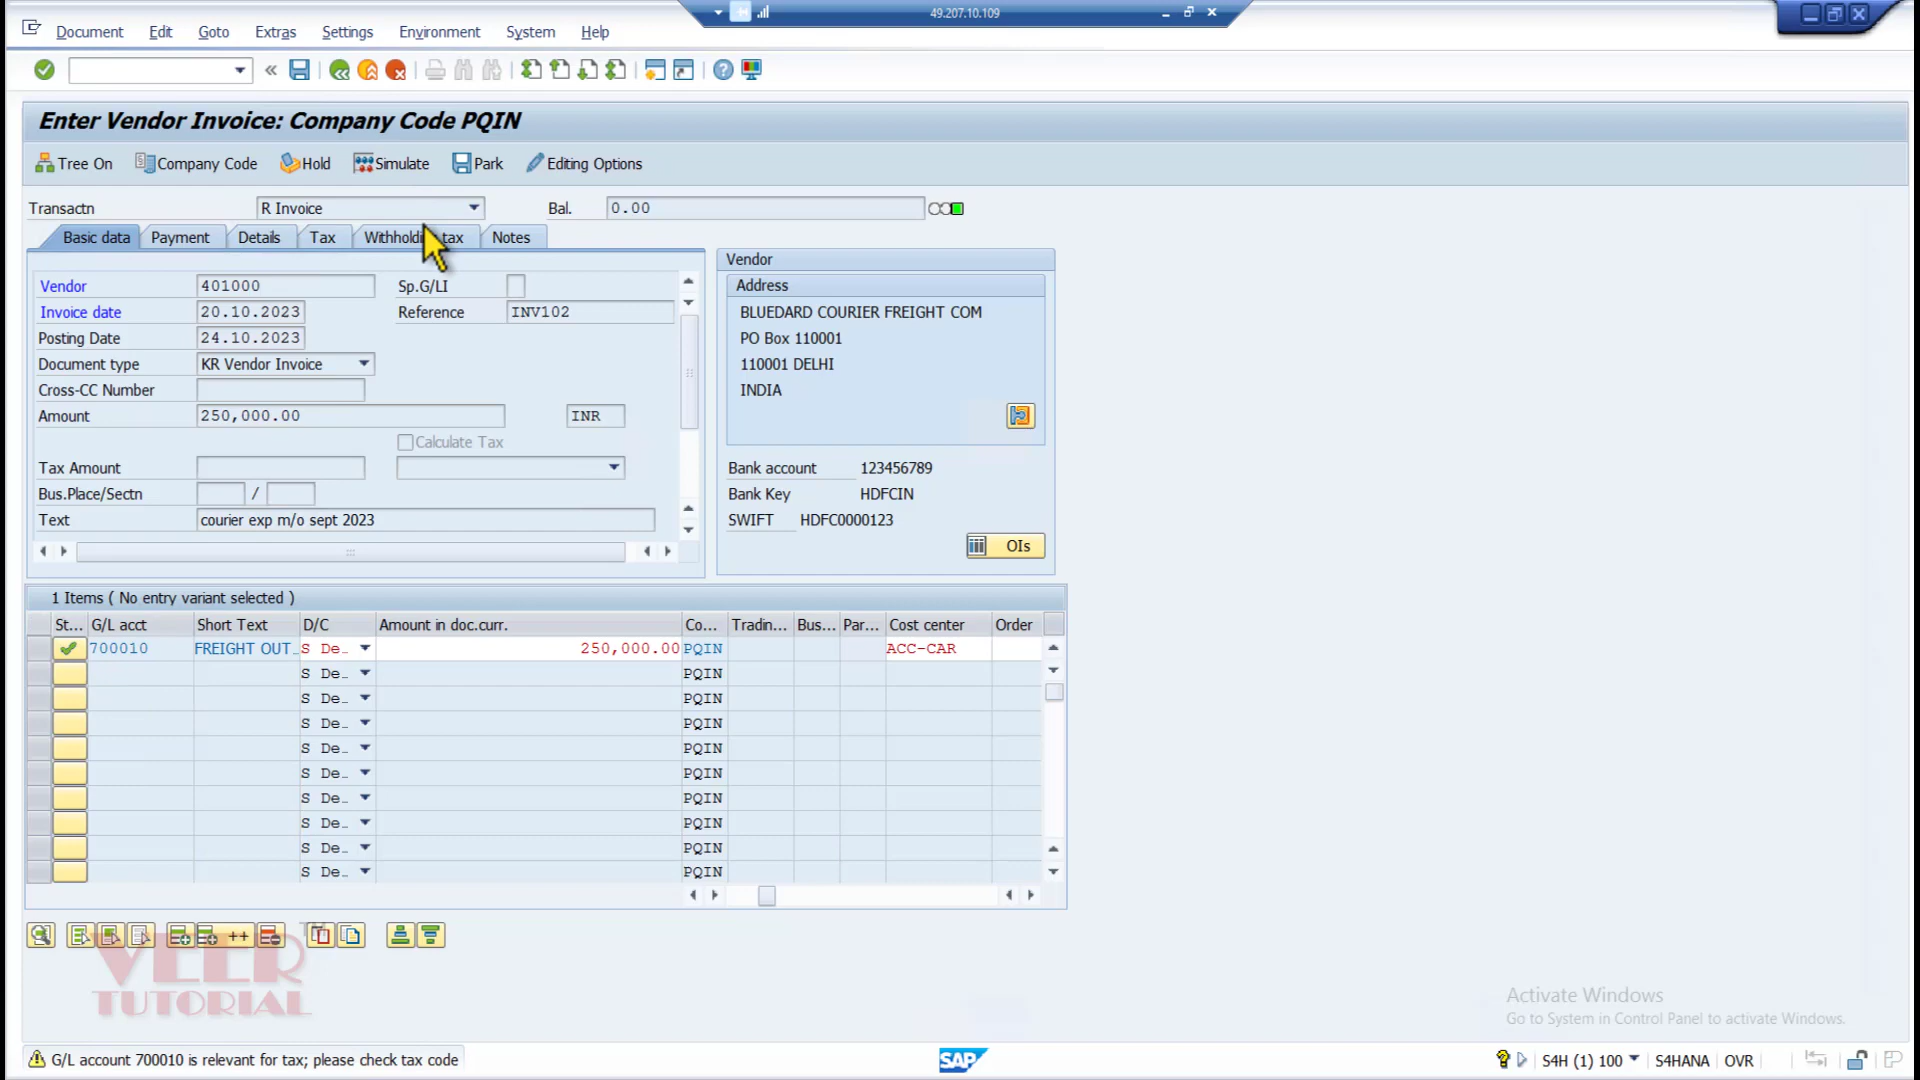 49.207.10.109
Document Edit Goto Extras Settings Environment System Help
Enter Vendor Invoice: Company Code PQIN
Tree On Company Code Hold Simulate Park Editing Options
Transactn R Invoice Bal. 0.00
Basic data Payment Details Tax tax Notes
Vendor 401000 Sp.G/LI
Invoice date 20.10.2023 Reference INV102
Posting Date 24.10.2023
Document type KR Vendor Invoice
Cross-CC Number
Amount 250,000.00 INR
Calculate Tax
Tax Amount
Bus.Place/Sectn /
Text courier exp m/o sept 2023
Vendor
Address
BLUEDARD COURIER FREIGHT COM
PO Box 110001
110001 DELHI
INDIA
Bank account 123456789
Bank Key HDFCIN
SWIFT HDFC0000123
OIs
1 Items ( No entry variant selected )
St... G/L acct Short Text D/C Amount in doc.curr. Co... Tradin... Bus... Par... Cost center Order
700010 FREIGHT OUT... S De... 250,000.00 PQIN ACC-CAR
S De... PQIN
S De... PQIN
S De... PQIN
S De... PQIN
S De... PQIN
S De... PQIN
S De... PQIN
S De... PQIN
S De... PQIN
++
VEER
TUTORIAL
TM
Activate Windows
Go to System in Control Panel to activate Windows.
G/L account 700010 is relevant for tax; please check tax code
SAP
S4H (1) 100 S4HANA OVR